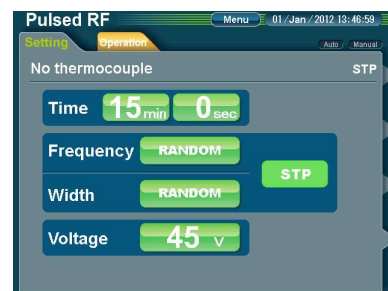 Pulsed RF Menu 01/Jan/2012 13:46:59
Setting Operation Auto Manual
No thermocouple STP
Time 15 min 0 sec
Frequency RANDOM
STP
Width RANDOM
Voltage 45 V